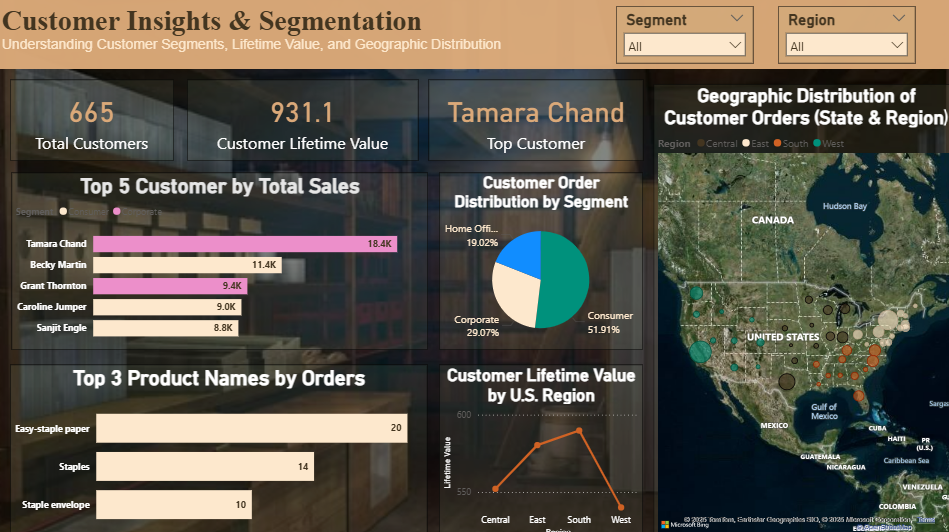 Customer Insights & Segmentation
Understanding Customer Segments, Lifetime Value, and Geographic Distribution
Segment
All
Region
All
665
Total Customers
931.1
Customer Lifetime Value
Tamara Chand
Top Customer
Top 5 Customer by Total Sales
Segment
Tamara Chand
18.4K
Becky Martin
11.4K
Grant Thornton
9.4K
Caroline Jumper
9.0K
Sanjit Engle
8.8K
Customer Order
Distribution by Segment
Home Offi...
19.02%
Corporate
29.07%
Consumer
51.91%
Geographic Distribution of
Customer Orders (State & Region)
Region Central East South West
CANADA
Hudson Bay
UNITED STATES
Gulf of
Mexico
MEXICO
CUBA
HAITI
PR
(U.S.)
GUATEMALA
NICARAGUA
Caribbean Sea
VENEZUELA
COLOMBIA
Microsoft Bing
Top 3 Product Names by Orders
Easy-staple paper
20
Staples
14
Staple envelope
10
Customer Lifetime Value
by U.S. Region
Lifetime Value
600
550
Central East South West